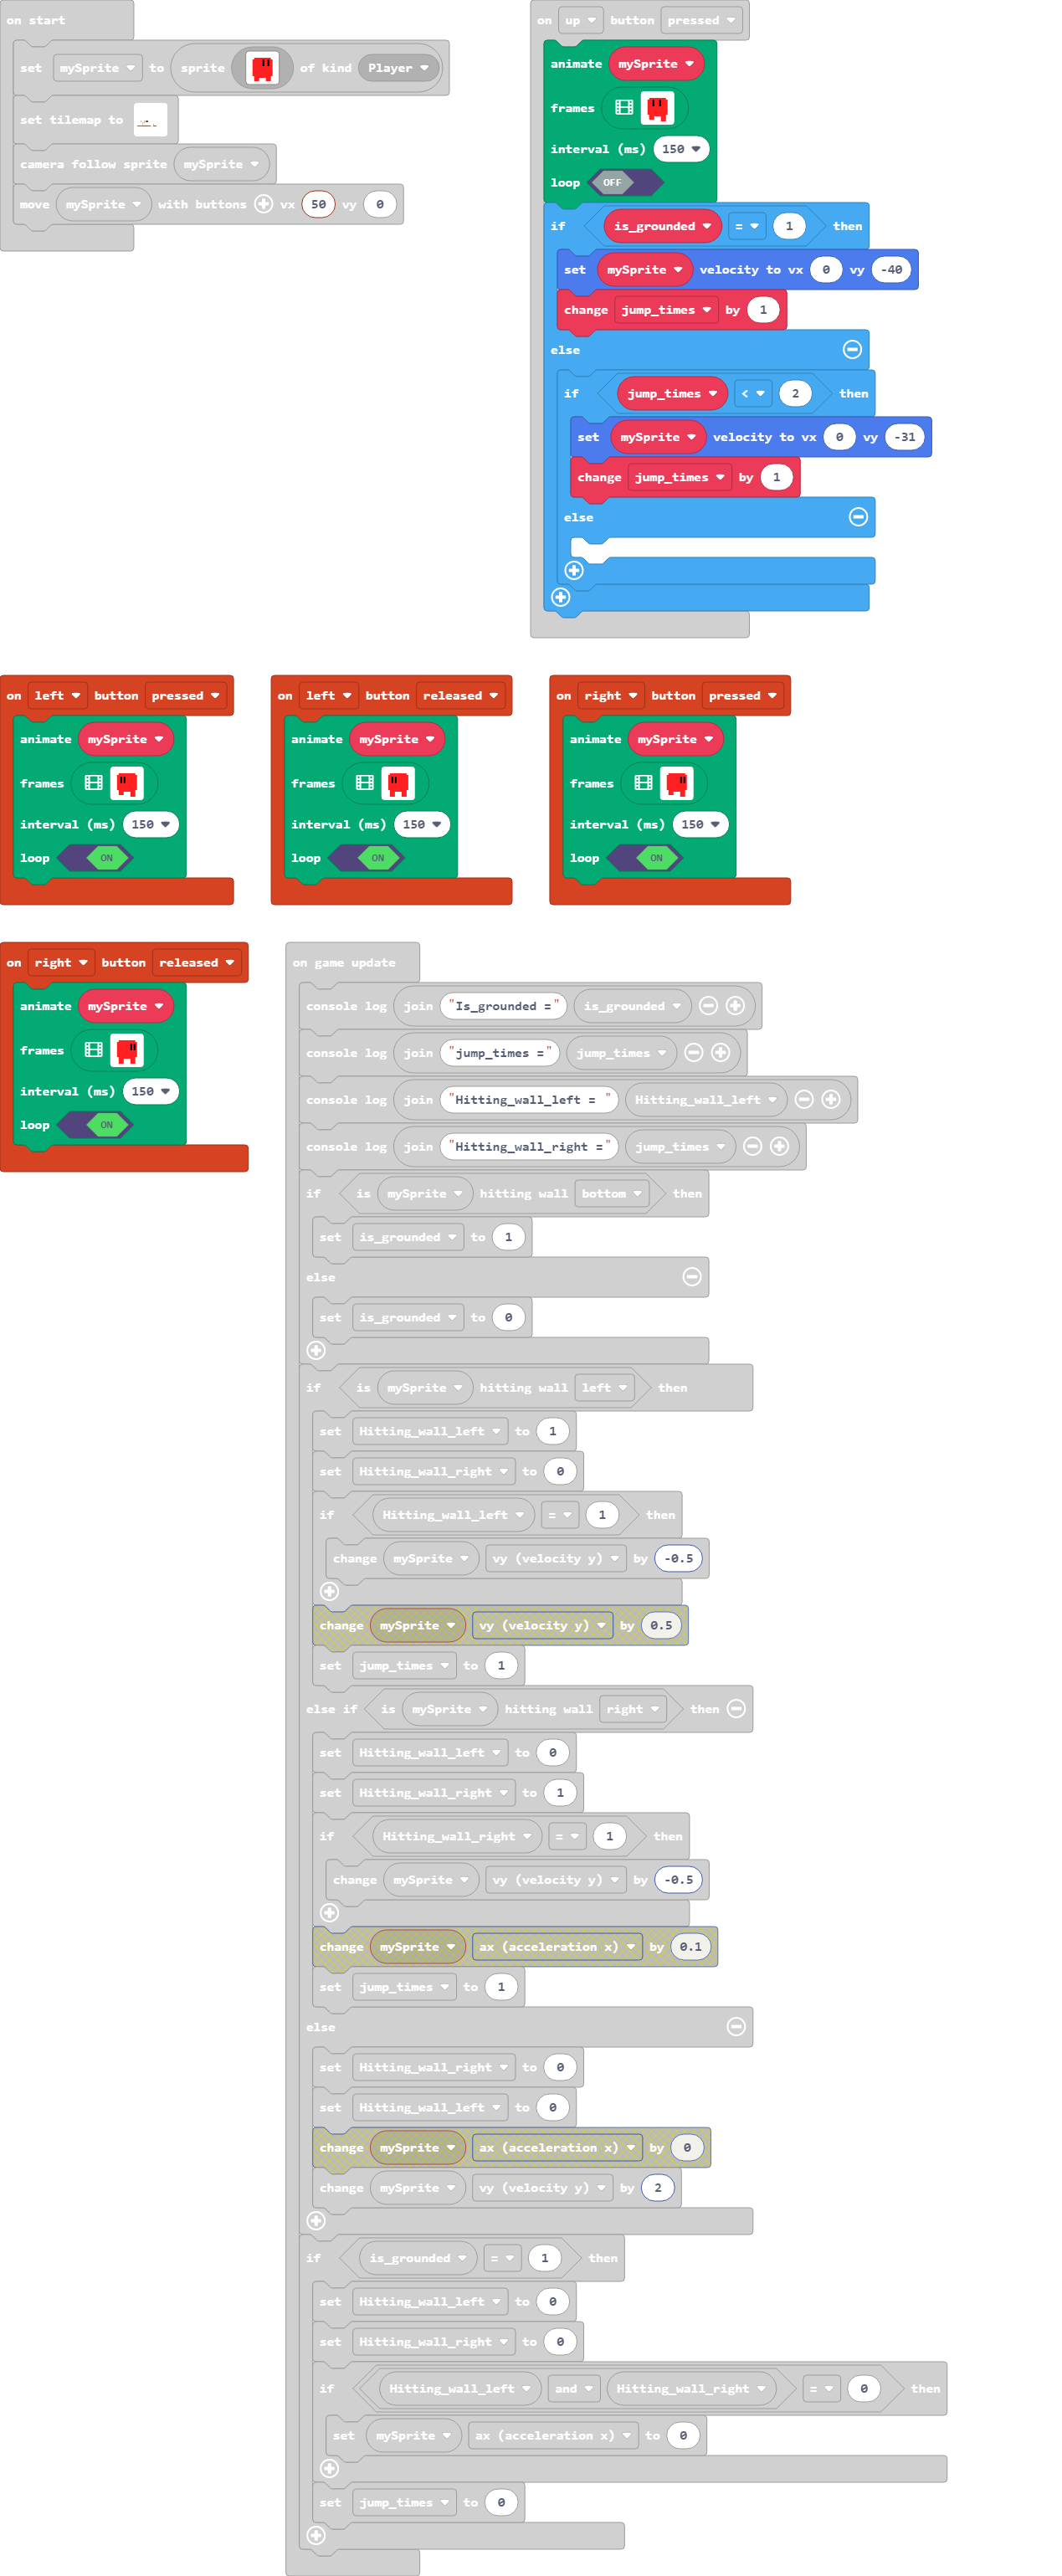 on start
set mySprite to sprite of kind Player
set tilemap to
camera follow sprite mySprite
move mySprite with buttons vx 50 vy 0
on up button pressed
animate mySprite
frames
interval (ms) 150
loop OFF
if is_grounded = 1 then
set mySprite velocity to vx 0 vy -40
change jump_times by 1
else
if jump_times < 2 then
set mySprite velocity to vx 0 vy -31
change jump_times by 1
else
on left button pressed
animate mySprite
frames
interval (ms) 150
loop ON
on left button released
animate mySprite
frames
interval (ms) 150
loop ON
on right button pressed
animate mySprite
frames
interval (ms) 150
loop ON
on right button released
animate mySprite
frames
interval (ms) 150
loop ON
on game update
console log join "Is_grounded =" is_grounded
console log join "jump_times =" jump_times
console log join "Hitting_wall_left = " Hitting_wall_left
console log join "Hitting_wall_right =" jump_times
if is mySprite hitting wall bottom then
set is_grounded to 1
else
set is_grounded to 0
if is mySprite hitting wall left then
set Hitting_wall_left to 1
set Hitting_wall_right to 0
if Hitting_wall_left = 1 then
change mySprite vy (velocity y) by -0.5
change mySprite vy (velocity y) by 0.5
set jump_times to 1
else if is mySprite hitting wall right then
set Hitting_wall_left to 0
set Hitting_wall_right to 1
if Hitting_wall_right = 1 then
change mySprite vy (velocity y) by -0.5
change mySprite ax (acceleration x) by 0.1
set jump_times to 1
else
set Hitting_wall_right to 0
set Hitting_wall_left to 0
change mySprite ax (acceleration x) by 0
change mySprite vy (velocity y) by 2
if is_grounded = 1 then
set Hitting_wall_left to 0
set Hitting_wall_right to 0
if Hitting_wall_left and Hitting_wall_right = 0 then
set mySprite ax (acceleration x) to 0
set jump_times to 0